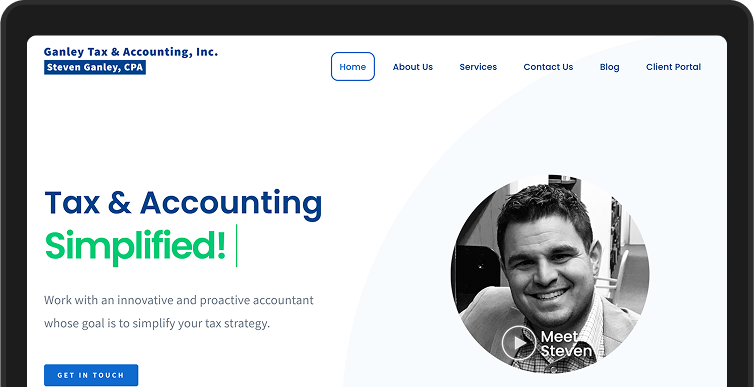 Ganley Tax & Accounting, Inc.
Steven Ganley, CPA
Home About Us Services Contact Us Blog Client Portal
Tax & Accounting
Simplified!
Work with an innovative and proactive accountant
whose goal is to simplify your tax strategy.
Meet
Steven
GET IN TOUCH